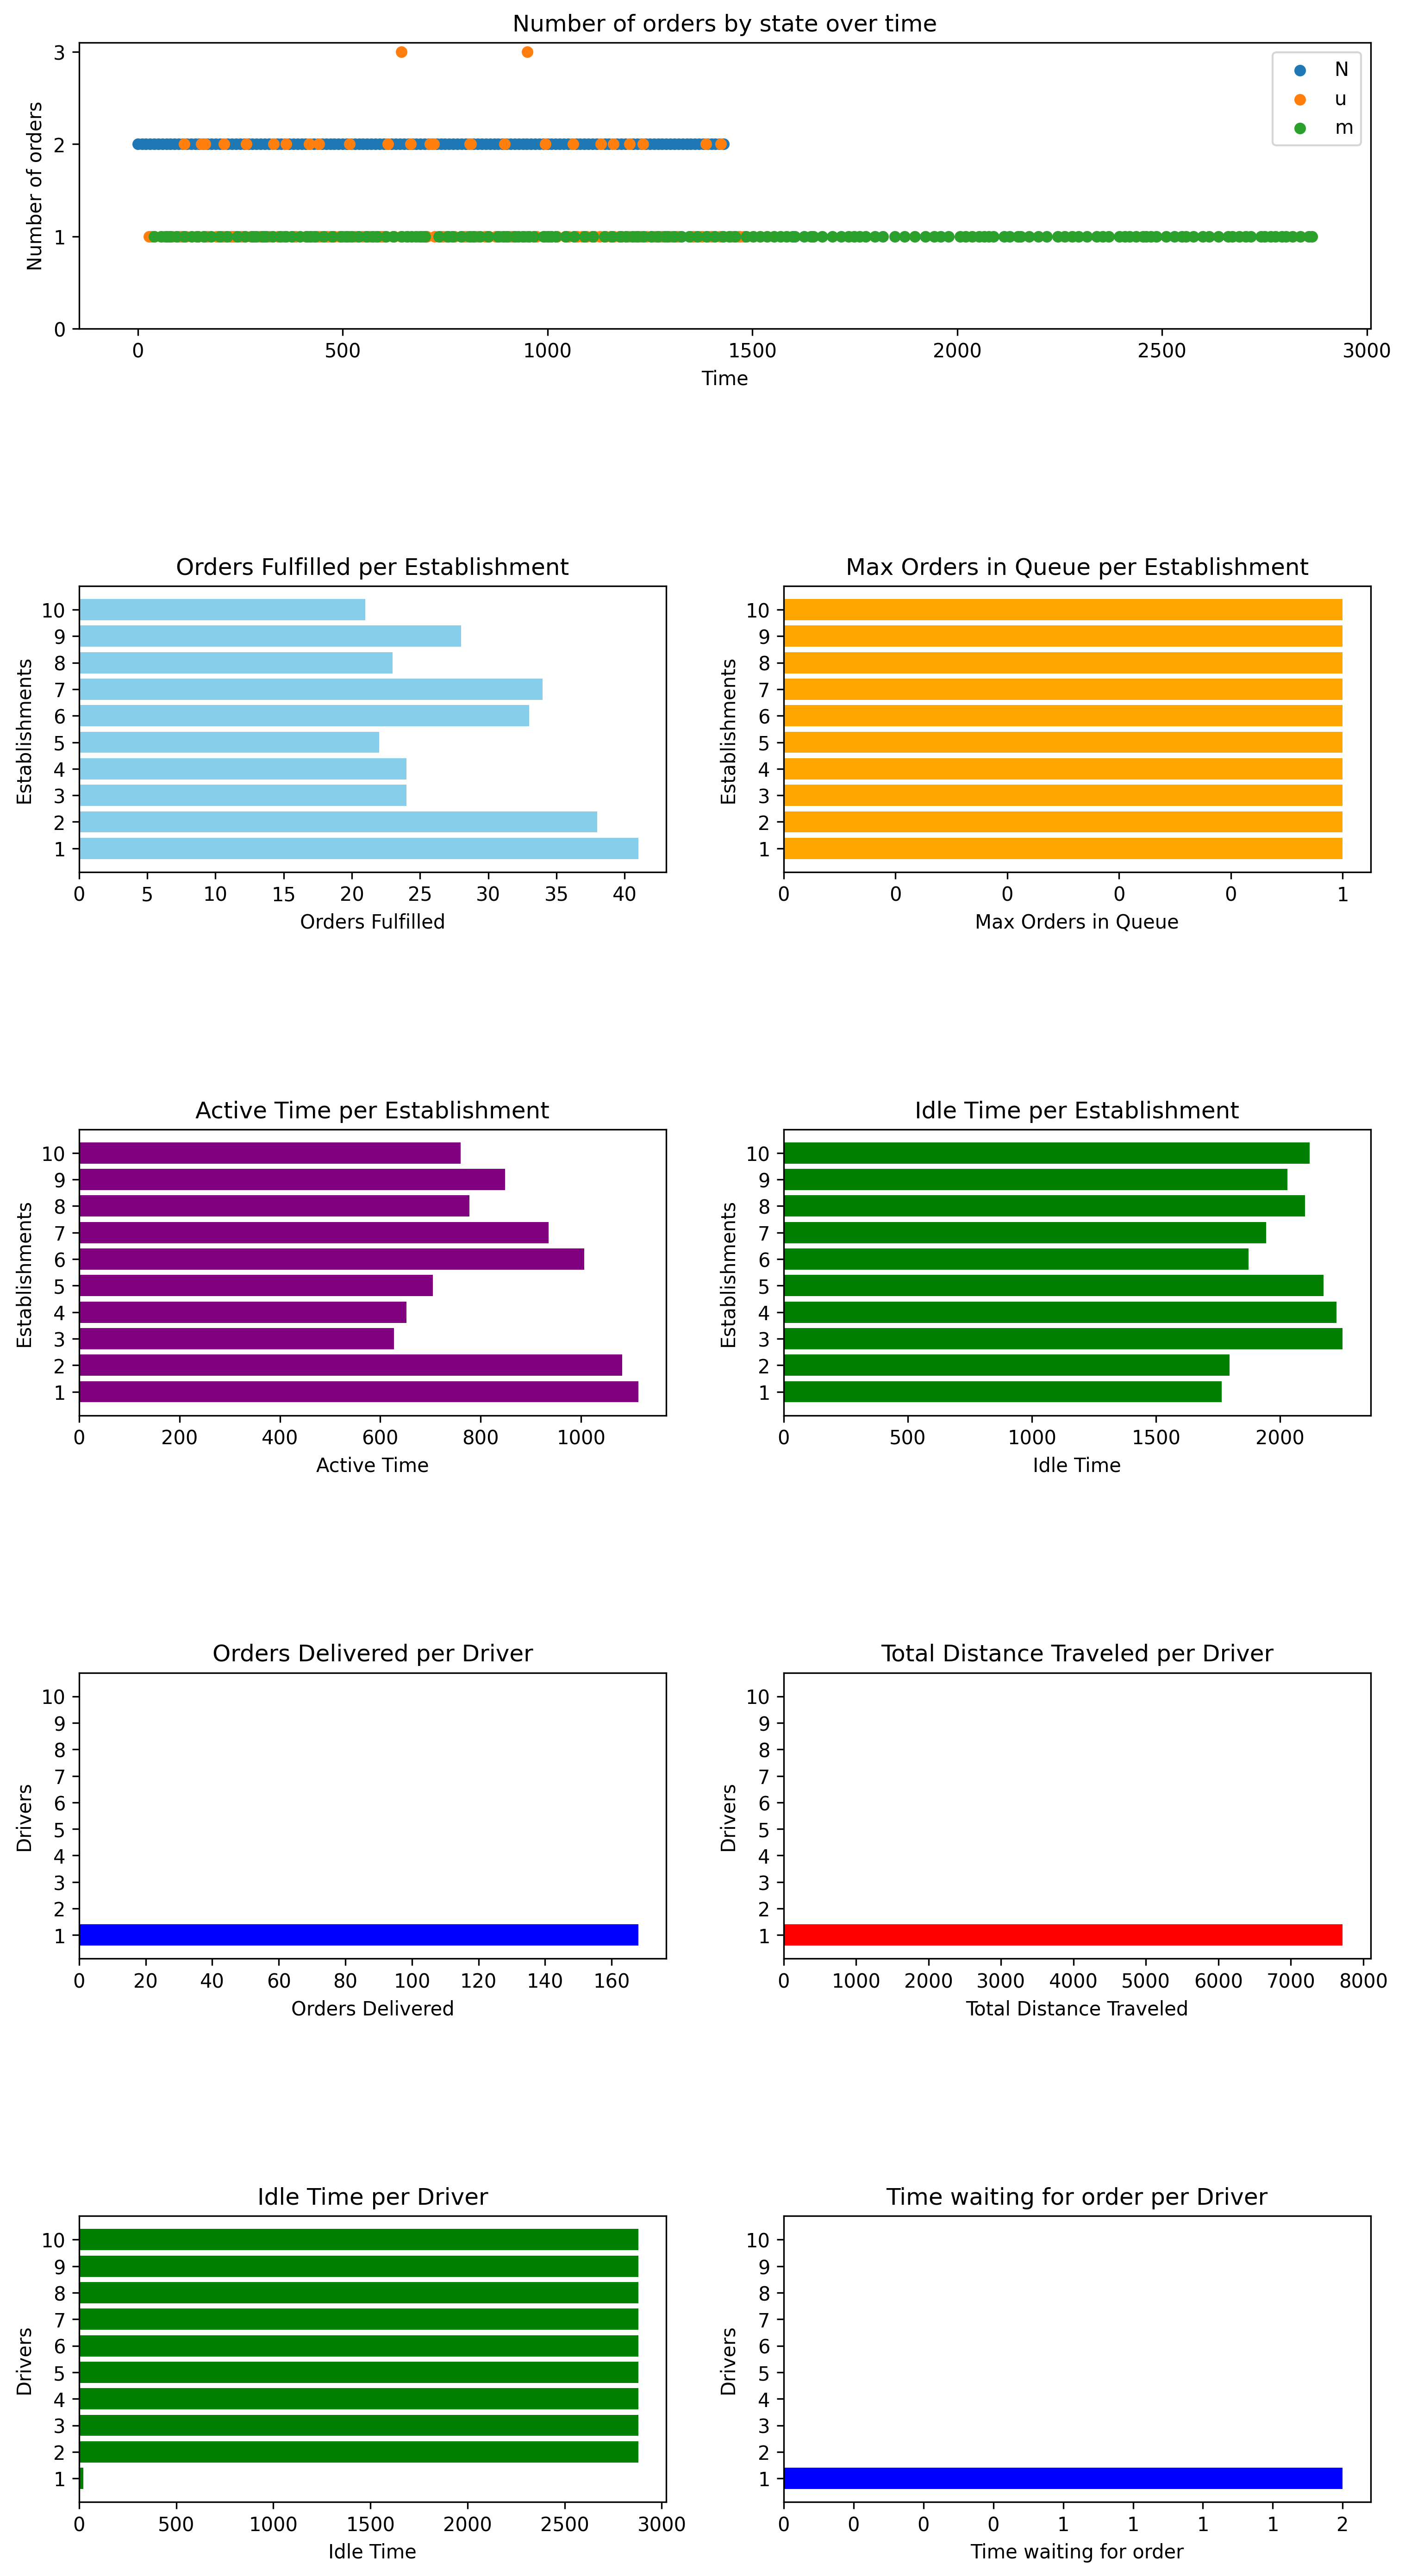 Number of orders by state over time
Number of orders
3
2
1
0
N
u
m
0 500 1000 1500 2000 2500 3000
Time
Orders Fulfilled per Establishment
Establishments
10
9
8
7
6
5
4
3
2
1
0 5 10 15 20 25 30 35 40
Orders Fulfilled
Max Orders in Queue per Establishment
Establishments
10
9
8
7
6
5
4
3
2
1
0 0 0 0 0 1
Max Orders in Queue
Active Time per Establishment
Establishments
10
9
8
7
6
5
4
3
2
1
0 200 400 600 800 1000
Active Time
Idle Time per Establishment
Establishments
10
9
8
7
6
5
4
3
2
1
0 500 1000 1500 2000
Idle Time
Orders Delivered per Driver
Drivers
10
9
8
7
6
5
4
3
2
1
0 20 40 60 80 100 120 140 160
Orders Delivered
Total Distance Traveled per Driver
Drivers
10
9
8
7
6
5
4
3
2
1
0 1000 2000 3000 4000 5000 6000 7000 8000
Total Distance Traveled
Idle Time per Driver
Drivers
10
9
8
7
6
5
4
3
2
1
0 500 1000 1500 2000 2500 3000
Idle Time
Time waiting for order per Driver
Drivers
10
9
8
7
6
5
4
3
2
1
0 0 0 0 1 1 1 1 2
Time waiting for order